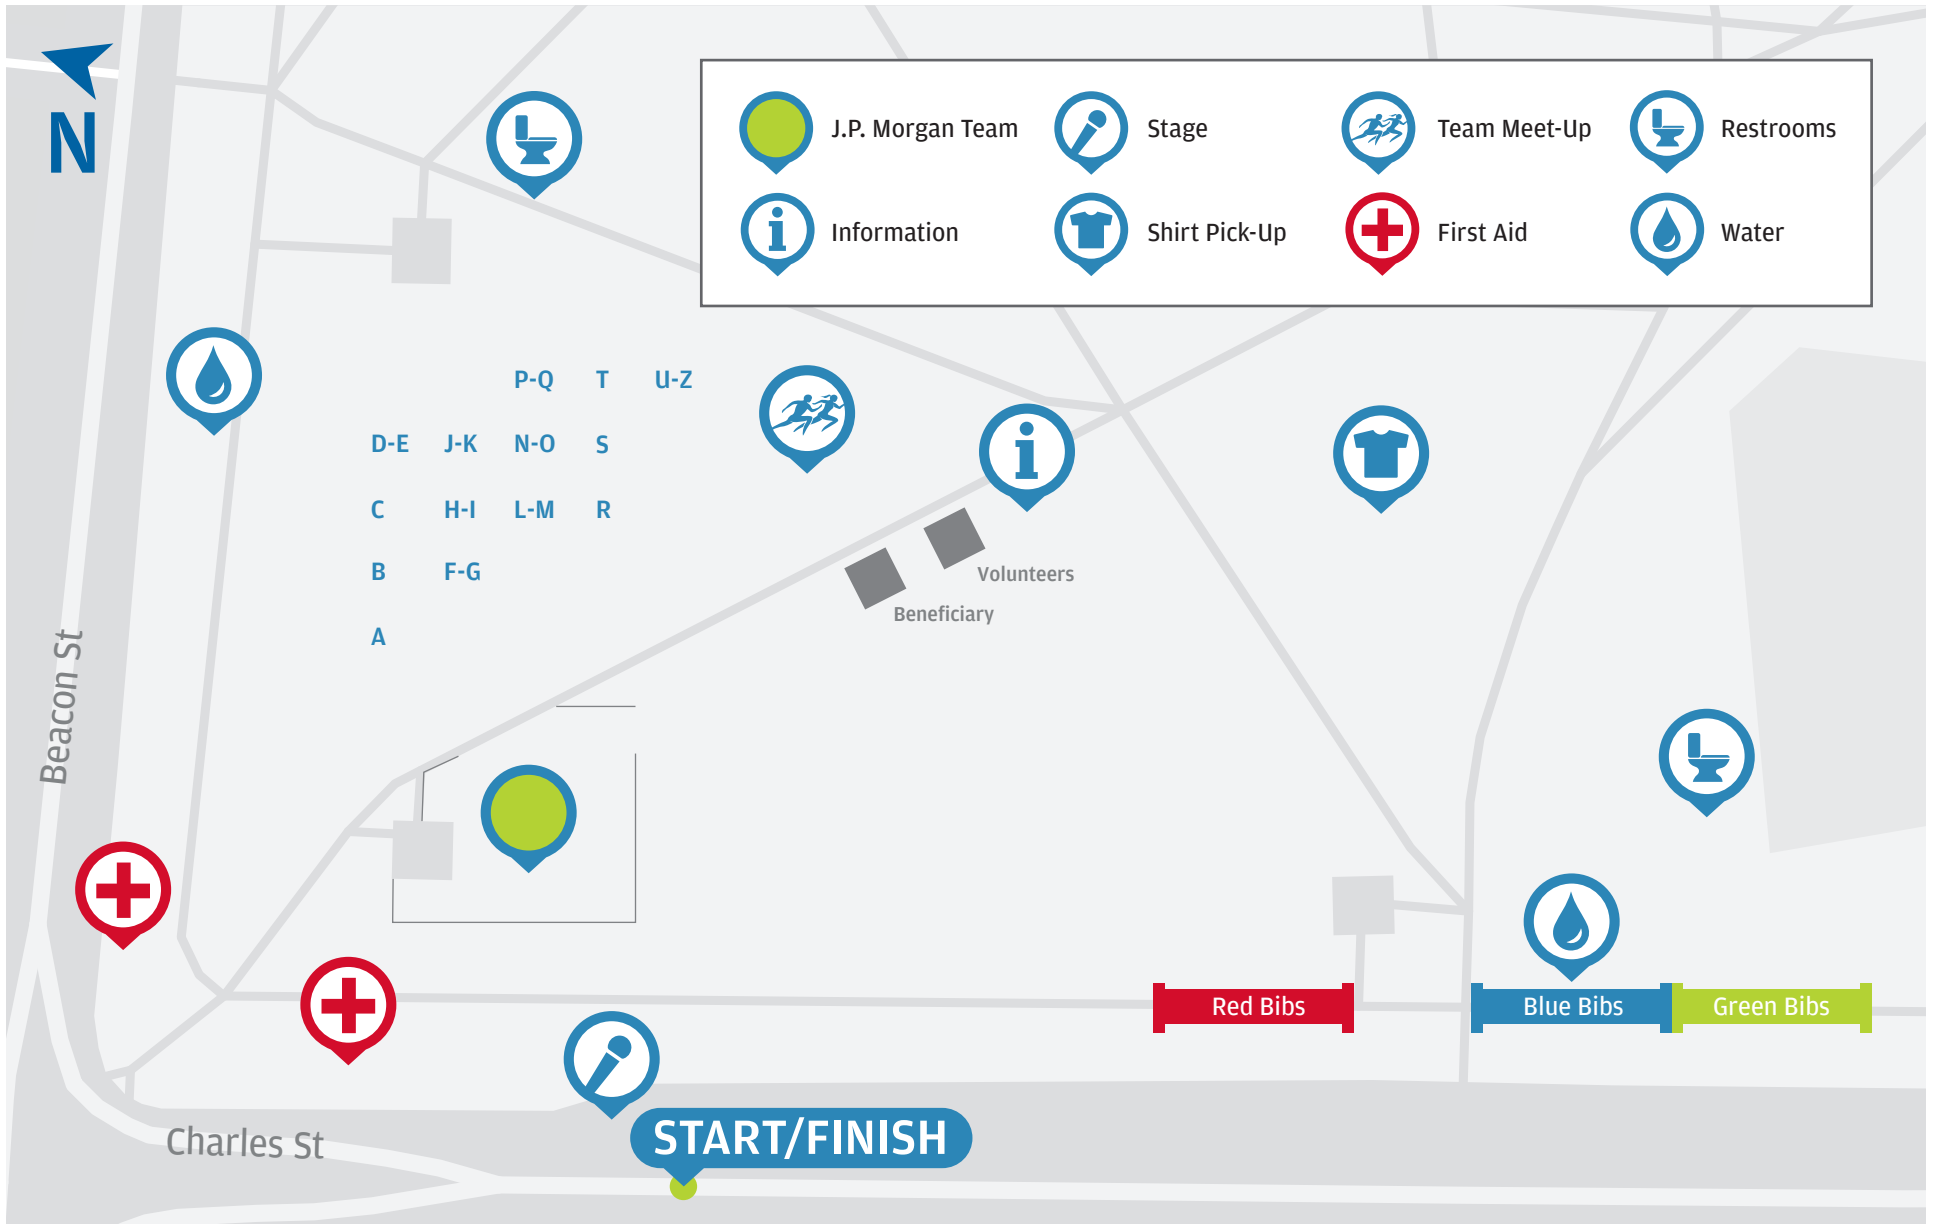 N
J.P. Morgan Team
Stage
Team Meet-Up
Restrooms
Information
Shirt Pick-Up
First Aid
Water
P-Q T U-Z
D-E J-K N-O S
C H-I L-M R
B F-G
A
Volunteers
Beneficiary
Beacon St
Red Bibs
Blue Bibs
Green Bibs
START/FINISH
Charles St